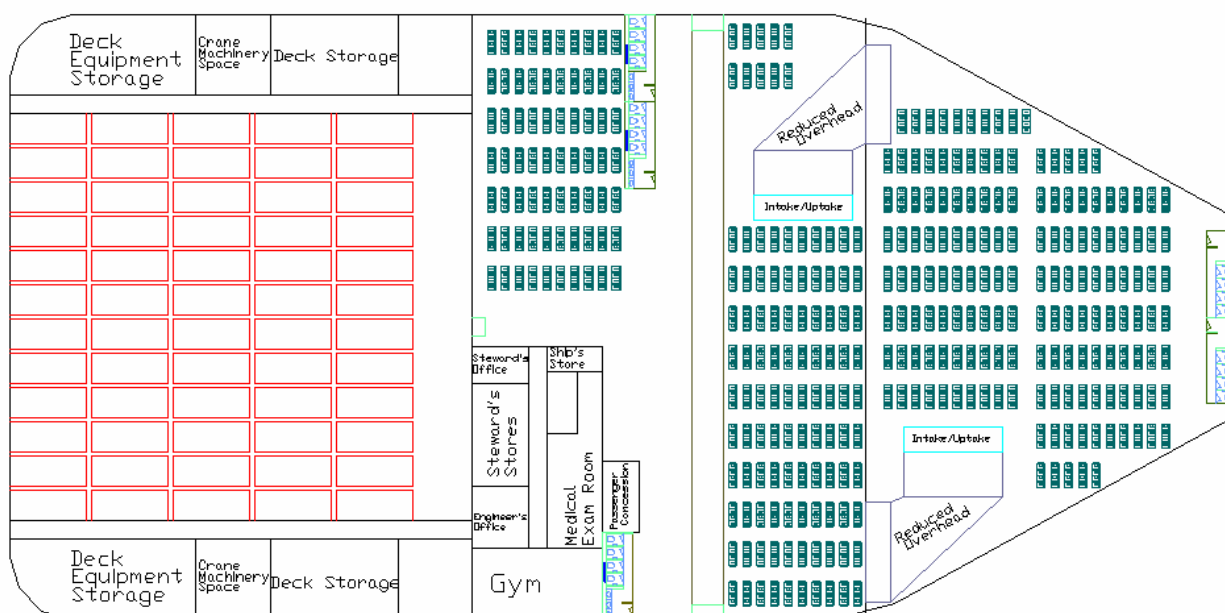 Deck
Equipment
Storage
Crane
Machinery
Space
Deck Storage
Reduced
Overhead
Intake/Uptake
Steward's
Office
Ship's
Store
Steward's
Stores
Medical
Exam Room
Passenger
Concession
Engineer's
Office
Intake/Uptake
Reduced
Overhead
Deck
Equipment
Storage
Crane
Machinery
Space
Deck Storage
Gym